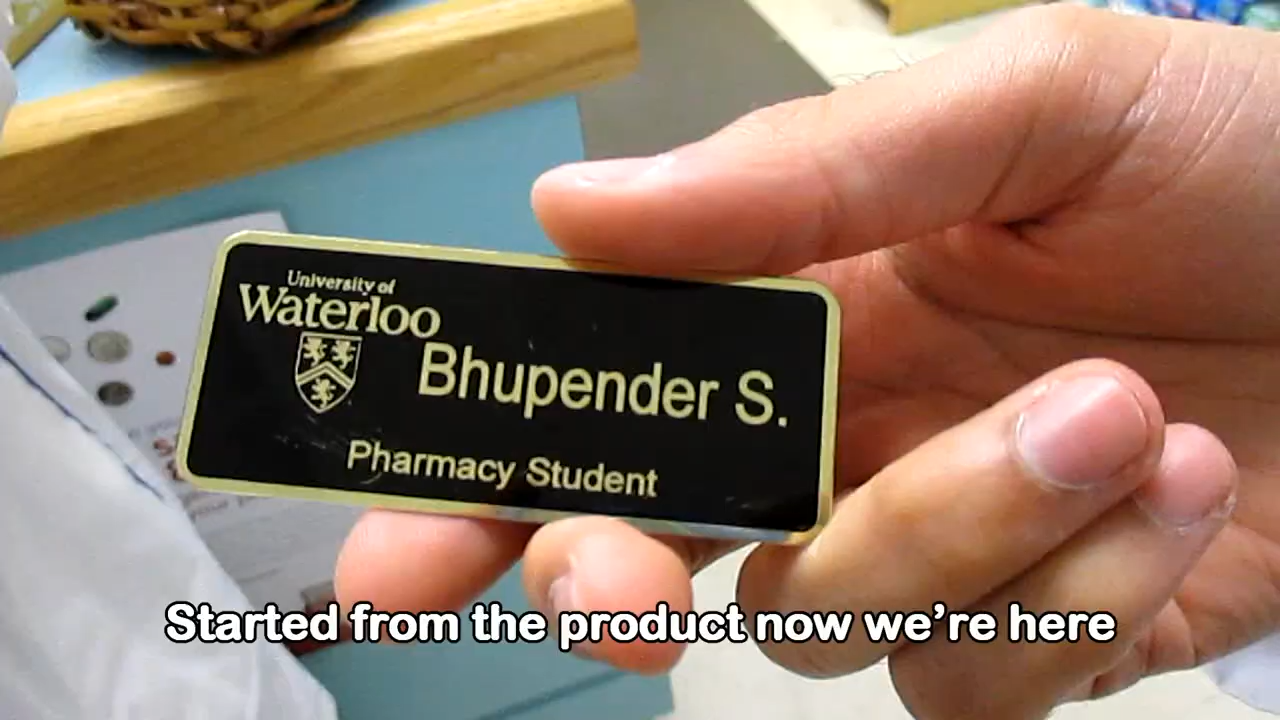 University of
Waterloo
Bhupender S.
Pharmacy Student
Started from the product now we're here